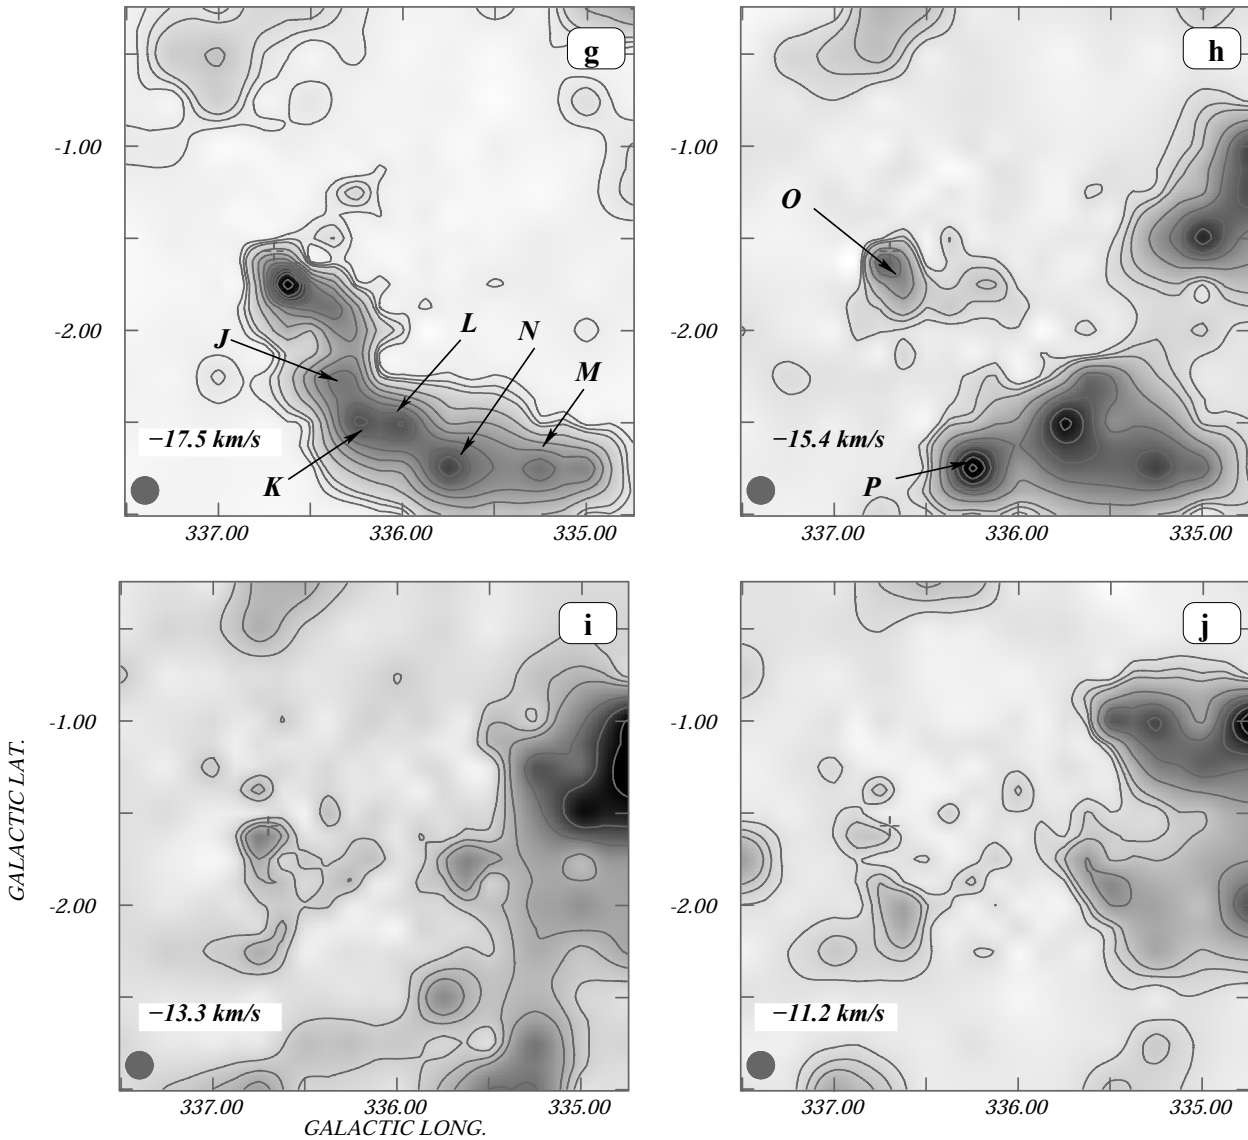 g
h
-1.00
-1.00
O
-2.00
-2.00
J
L
N
M
−17.5 km/s
−15.4 km/s
K
P
337.00 336.00 335.00
337.00 336.00 335.00
i
j
-1.00
-1.00
GALACTIC LAT.
-2.00
-2.00
−13.3 km/s
−11.2 km/s
337.00 336.00 335.00
337.00 336.00 335.00
GALACTIC LONG.